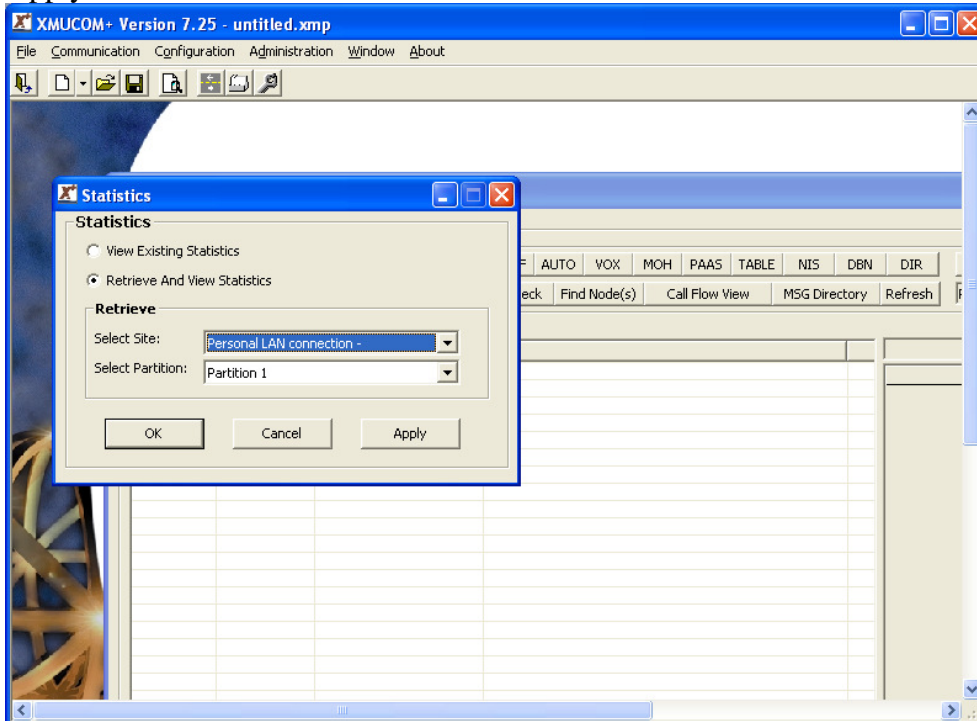 XMUCOM+ Version 7.25 - untitled.xmp
File Communication Configuration Administration Window About
Statistics
Statistics
View Existing Statistics
Retrieve And View Statistics
Retrieve
Select Site: Personal LAN connection -
Select Partition: Partition 1
OK Cancel Apply
AUTO VOX MOH PAAS TABLE NIS DBN DIR
eck Find Node(s) Call Flow View MSG Directory Refresh